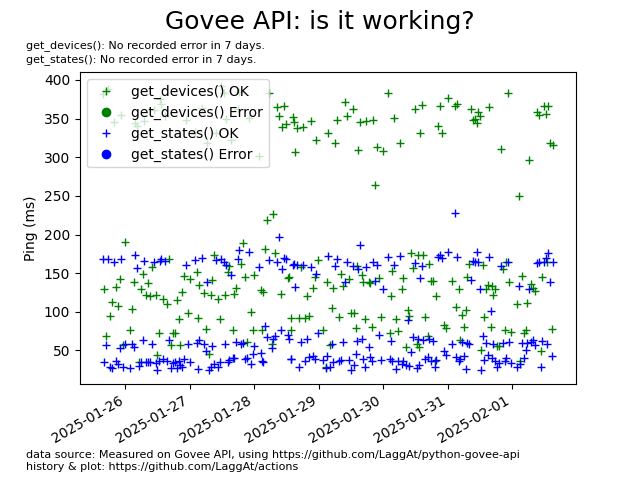 Govee API: is it working?
get_devices(): No recorded error in 7 days.
get_states(): No recorded error in 7 days.
get_devices() OK
get_devices() Error
get_states() OK
get_states() Error
Ping (ms)
400
350
300
250
200
150
100
50
2025-01-26
2025-01-27
2025-01-28
2025-01-29
2025-01-30
2025-01-31
2025-02-01
data source: Measured on Govee API, using https://github.com/LaggAt/python-govee-api
history & plot: https://github.com/LaggAt/actions